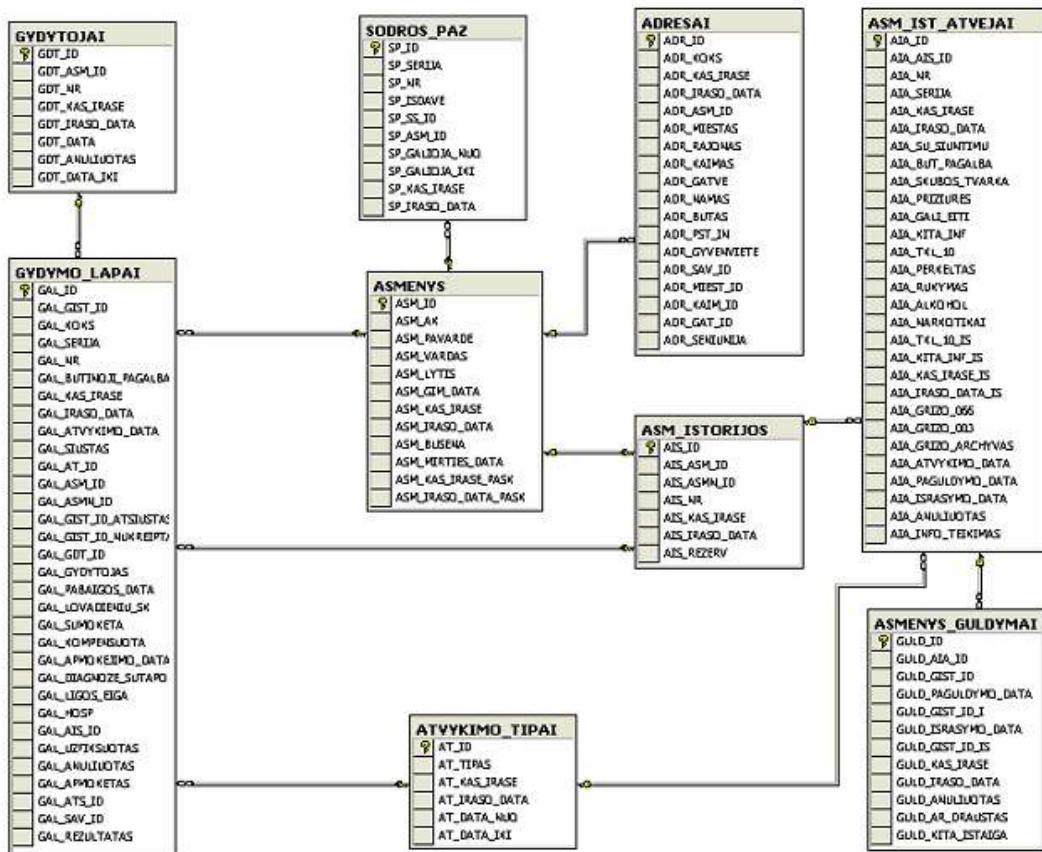 GYDYTOJAI
GDT_ID
GDT_ASM_ID
GDT_NR
GDT_KAS_IRASE
GDT_IRASO_DATA
GDT_DATA
GDT_ANULIUOTAS
GDT_DATA_IKI
SODROS_PAZ
SP_ID
SP_SERIJA
SP_NR
SP_ISDAVE
SP_SS_ID
SP_ASM_ID
SP_GALIOJA_NUO
SP_GALIOJA_IKI
SP_KAS_IRASE
SP_IRASO_DATA
ADRESAI
ADR_ID
ADR_KOKS
ADR_KAS_IRASE
ADR_IRASO_DATA
ADR_ASM_ID
ADR_MIESTAS
ADR_RAJONAS
ADR_KAIMAS
ADR_GATVE
ADR_NAMAS
ADR_BUTAS
ADR_PST_IN
ADR_GYVENVIETE
ADR_SAV_ID
ADR_MIEST_ID
ADR_KAIM_ID
ADR_GAT_ID
ADR_SENIUNIJA
ASM_IST_ATVEJAI
AIA_ID
AIA_AIS_ID
AIA_NR
AIA_SERIJA
AIA_KAS_IRASE
AIA_IRASO_DATA
AIA_SU_SIUNTIMU
AIA_BUT_PAGALBA
AIA_SKUBOS_TVARKA
AIA_PRIZIURES
AIA_GALI_EITI
AIA_KITA_INF
AIA_TKL_10
AIA_PERKELTAS
AIA_RUKYMAS
AIA_ALKOHOL
AIA_NARKOTIKAI
AIA_TKL_10_IS
AIA_KITA_INF_IS
AIA_KAS_IRASE_IS
AIA_IRASO_DATA_IS
AIA_GRIZO_066
AIA_GRIZO_003
AIA_GRIZO_ARCHYVAS
AIA_ATVYKIMO_DATA
AIA_PAGULDYMO_DATA
AIA_ISRASYMO_DATA
AIA_ANULIUOTAS
AIA_INFO_TEIKIMAS
GYDYMO_LAPAI
GAL_ID
GAL_GIST_ID
GAL_KOKS
GAL_SERIJA
GAL_NR
GAL_BUTINOJI_PAGALBA
GAL_KAS_IRASE
GAL_IRASO_DATA
GAL_ATVYKIMO_DATA
GAL_SIUSTAS
GAL_AT_ID
GAL_ASM_ID
GAL_ASMN_ID
GAL_GIST_ID_ATSIUSTAS
GAL_GIST_ID_NUKREIPTA
GAL_GDT_ID
GAL_GYDYTOJAS
GAL_PABAIGOS_DATA
GAL_LOVADIENIU_SK
GAL_SUMOKETA
GAL_KOMPENSUOTA
GAL_APMOKEJIMO_DATA
GAL_DIAGNOZE_SUTAPO
GAL_LIGOS_EIGA
GAL_HOSP
GAL_AIS_ID
GAL_UZFIKSUOTAS
GAL_ANULIUOTAS
GAL_APMOKETAS
GAL_ATS_ID
GAL_SAV_ID
GAL_REZULTATAS
ASMENYS
ASM_ID
ASM_AK
ASM_PAVARDE
ASM_VARDAS
ASM_LYTIS
ASM_GIM_DATA
ASM_KAS_IRASE
ASM_IRASO_DATA
ASM_BUSENA
ASM_MIRTIES_DATA
ASM_KAS_IRASE_PASK
ASM_IRASO_DATA_PASK
ASM_ISTORIJOS
AIS_ID
AIS_ASM_ID
AIS_ASMN_ID
AIS_NR
AIS_KAS_IRASE
AIS_IRASO_DATA
AIS_REZERV
ATVYKIMO_TIPAI
AT_ID
AT_TIPAS
AT_KAS_IRASE
AT_IRASO_DATA
AT_DATA_NUO
AT_DATA_IKI
ASMENYS_GULDYMAI
GULD_ID
GULD_AIA_ID
GULD_GIST_ID
GULD_PAGULDYMO_DATA
GULD_GIST_ID_I
GULD_ISRASYMO_DATA
GULD_GIST_ID_IS
GULD_KAS_IRASE
GULD_IRASO_DATA
GULD_ANULIUOTAS
GULD_AR_DRAUSTAS
GULD_KITA_ISTAIGA